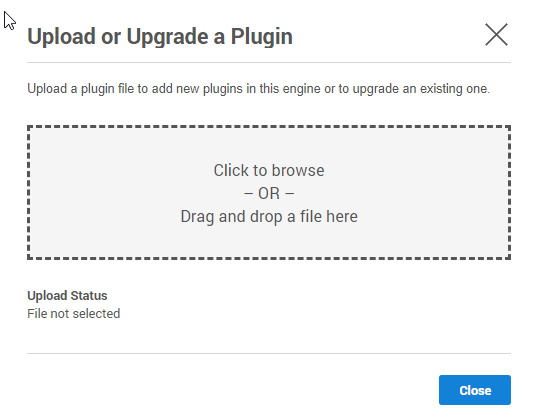 Upload or Upgrade a Plugin
Upload a plugin file to add new plugins in this engine or to upgrade an existing one.
Click to browse
– OR –
Drag and drop a file here
Upload Status
File not selected
Close